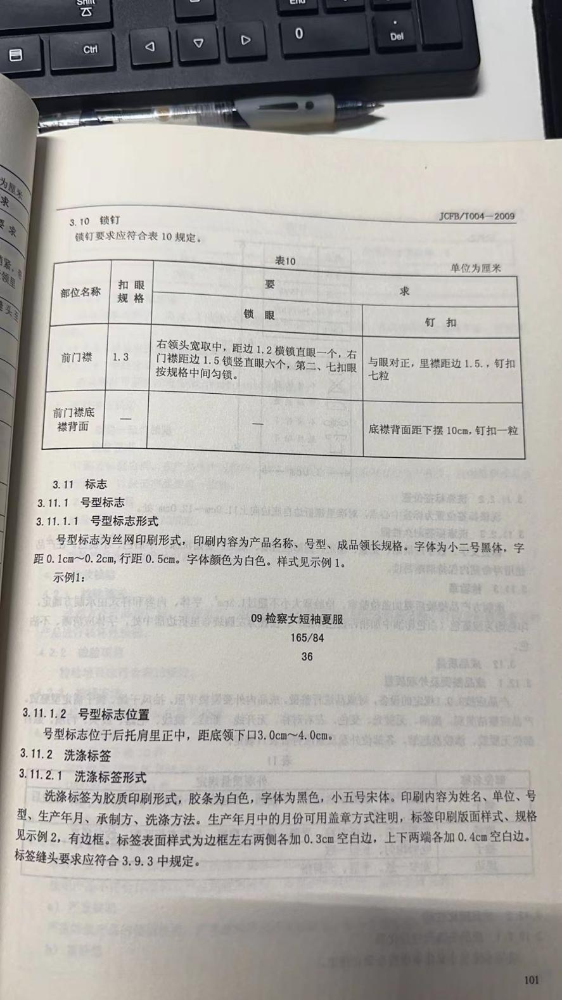 Shift
End
Ctrl
0
Del
为厘米
求
要求
领里
JCFB/T004—2009
3.10 锁钉
锁钉要求应符合表 10 规定。
表10
单位为厘米
部位名称
扣 眼
规 格
要 求
锁 眼
钉 扣
前门襟
1.3
右领头宽取中，距边 1.2 横锁直眼一个，右
门襟距边 1.5 锁竖直眼六个，第二、七扣眼
按规格中间匀锁。
与眼对正，里襟距边 1.5.，钉扣
七粒
前门襟底
襟背面
—
—
底襟背面距下摆 10cm，钉扣一粒
3.11 标志
3.11.1 号型标志
3.11.1.1 号型标志形式
号型标志为丝网印刷形式，印刷内容为产品名称、号型、成品领长规格。字体为小二号黑体，字
距 0.1cm～0.2cm,行距 0.5cm。字体颜色为白色。样式见示例 1。
示例1：
09 检察女短袖夏服
165/84
36
3.11.1.2 号型标志位置
号型标志位于后托肩里正中，距底领下口3.0cm～4.0cm。
3.11.2 洗涤标签
3.11.2.1 洗涤标签形式
洗涤标签为胶质印刷形式，胶条为白色，字体为黑色，小五号宋体。印刷内容为姓名、单位、号
型、生产年月、承制方、洗涤方法。生产年月中的月份可用盖章方式注明，标签印刷版面样式、规格
见示例 2，有边框。标签表面样式为边框左右两侧各加 0.3cm 空白边，上下两端各加 0.4cm 空白边。
标签缝头要求应符合 3.9.3 中规定。
101